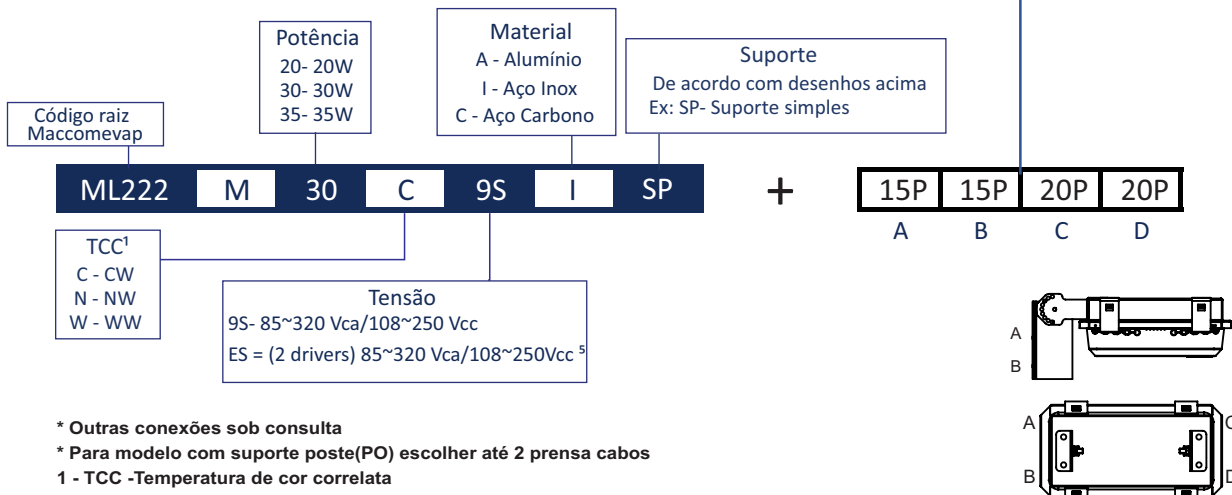 Potência
20- 20W
30- 30W
35- 35W
Material
A - Alumínio
I - Aço Inox
C - Aço Carbono
Suporte
De acordo com desenhos acima
Ex: SP- Suporte simples
Código raiz
Maccomevap
ML222 M 30 C 9S I SP + 15P 15P 20P 20P
A B C D
TCC¹
C - CW
N - NW
W - WW
Tensão
9S- 85~320 Vca/108~250 Vcc
ES = (2 drivers) 85~320 Vca/108~250Vcc ⁵
A
B
A C
B D
* Outras conexões sob consulta
* Para modelo com suporte poste(PO) escolher até 2 prensa cabos
1 - TCC -Temperatura de cor correlata